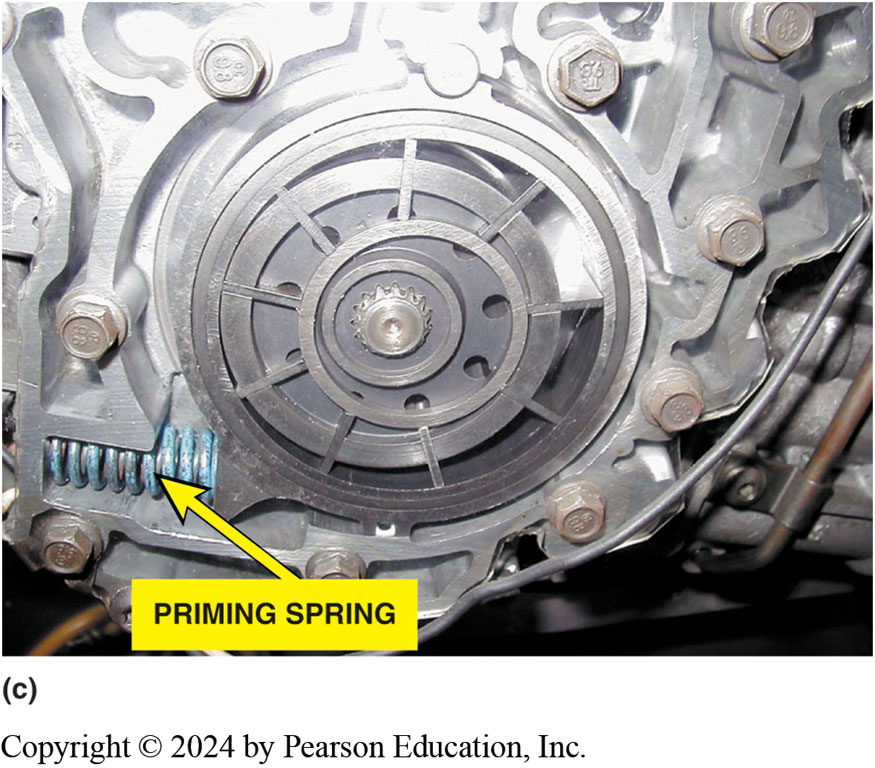 PRIMING SPRING
(c)
Copyright © 2024 by Pearson Education, Inc.